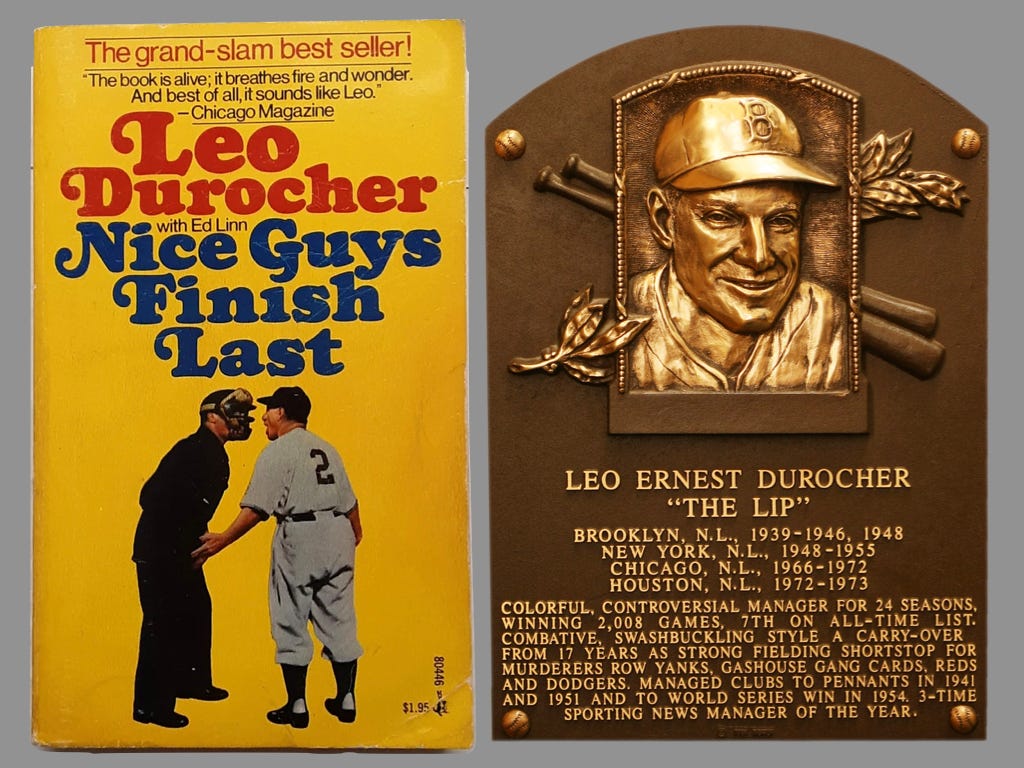 The grand-slam best seller!
"The book is alive; it breathes fire and wonder.
And best of all, it sounds like Leo."
—Chicago Magazine
Leo
Durocher
with Ed Linn
Nice Guys
Finish
Last
2
80446
$1.95
B
LEO ERNEST DUROCHER
"THE LIP"
BROOKLYN, N.L., 1939-1946, 1948
NEW YORK, N.L., 1948-1955
CHICAGO, N.L., 1966-1972
HOUSTON, N.L., 1972-1973
COLORFUL, CONTROVERSIAL MANAGER FOR 24 SEASONS,
WINNING 2,008 GAMES, 7TH ON ALL-TIME LIST.
COMBATIVE, SWASHBUCKLING STYLE A CARRY-OVER
FROM 17 YEARS AS STRONG FIELDING SHORTSTOP FOR
MURDERERS ROW YANKS, GASHOUSE GANG CARDS, REDS
AND DODGERS. MANAGED CLUBS TO PENNANTS IN 1941
AND 1951 AND TO WORLD SERIES WIN IN 1954. 3-TIME
SPORTING NEWS MANAGER OF THE YEAR.